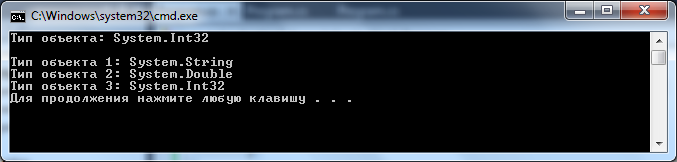 C:\Windows\system32\cmd.exe
Тип объекта: System.Int32
Тип объекта 1: System.String
Тип объекта 2: System.Double
Тип объекта 3: System.Int32
Для продолжения нажмите любую клавишу . . .